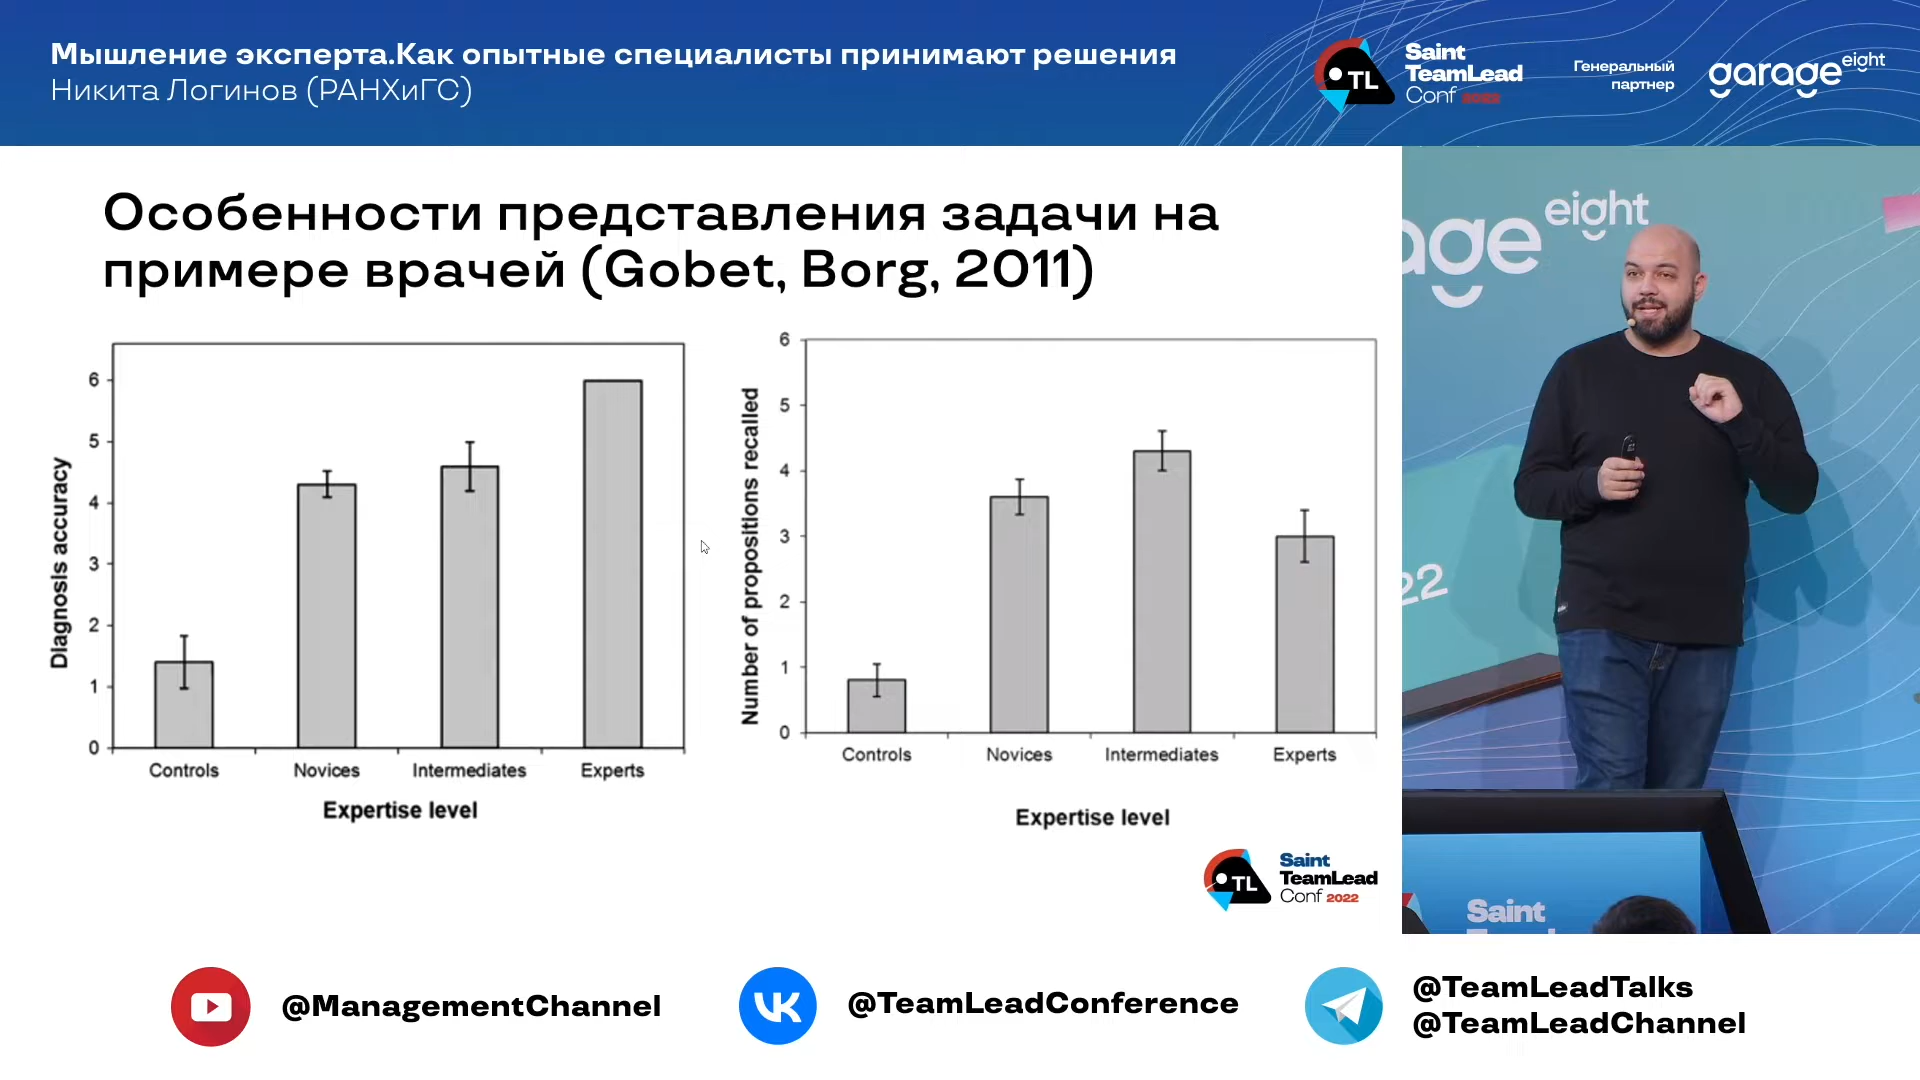 Мышление эксперта.Как опытные специалисты принимают решения
Никита Логинов (РАНХиГС)
TL
Saint
TeamLead
Conf 2022
Генеральный
партнер
garage eight
Особенности представления задачи на
примере врачей (Gobet, Borg, 2011)
Diagnosis accuracy
6
5
4
3
2
1
0
Controls Novices Intermediates Experts
Expertise level
Number of propositions recalled
6
5
4
3
2
1
0
Controls Novices Intermediates Experts
Expertise level
TL
Saint
TeamLead
Conf 2022
age eight
22
Saint
@ManagementChannel
@TeamLeadConference
@TeamLeadTalks
@TeamLeadChannel